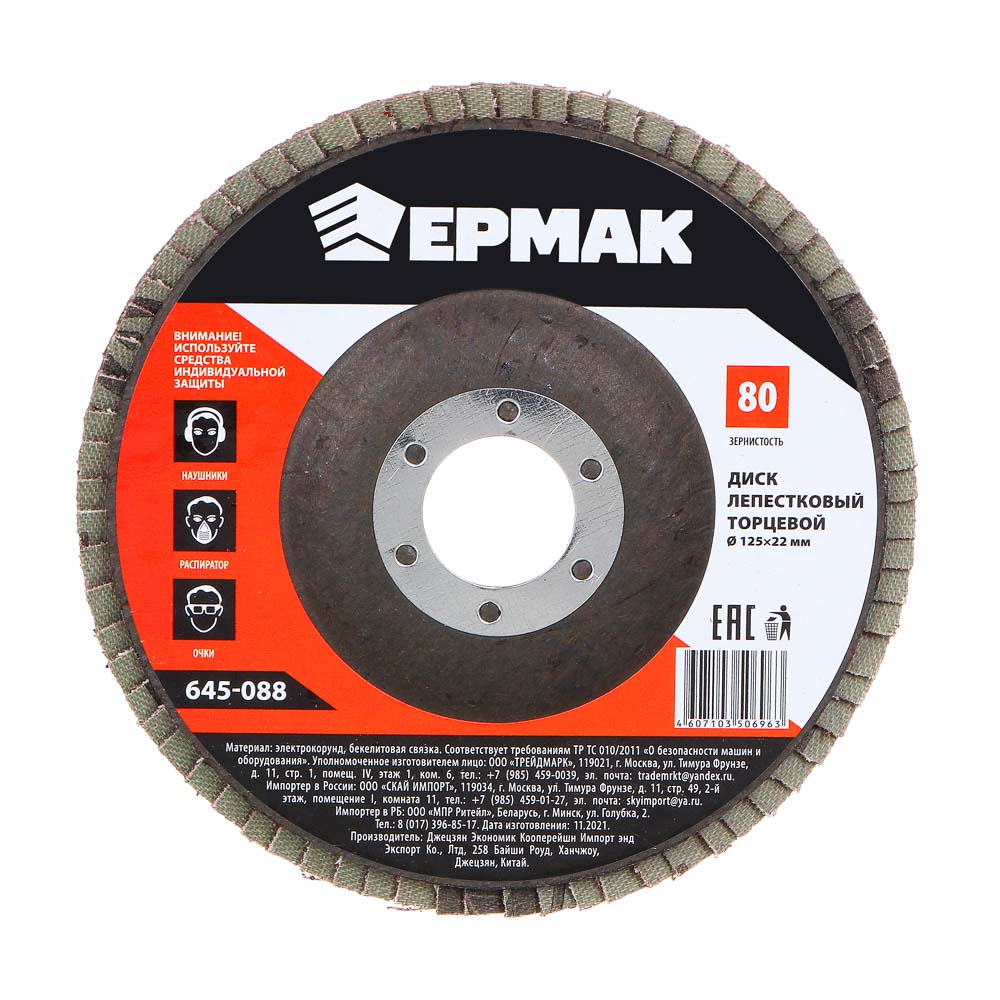 ЕРМАК
ВНИМАНИЕ!
ИСПОЛЬЗУЙТЕ
СРЕДСТВА
ИНДИВИДУАЛЬНОЙ
ЗАЩИТЫ
НАУШНИКИ
РАСПИРАТОР
ОЧКИ
645-088
80
ЗЕРНИСТОСТЬ
ДИСК
ЛЕПЕСТКОВЫЙ
ТОРЦЕВОЙ
Ø 125×22 мм
EAC
4 607103 506963
Материал: электрокорунд, бекелитовая связка. Соответствует требованиям ТР ТС 010/2011 «О безопасности машин и
оборудования». Уполномоченное изготовителем лицо: ООО «ТРЕЙДМАРК», 119021, г. Москва, ул. Тимура Фрунзе,
д. 11, стр. 1, помещ. IV, этаж 1, ком. 6, тел.: +7 (985) 459-0039, эл. почта: trademrkt@yandex.ru.
Импортер в России: ООО «СКАЙ ИМПОРТ», 119034, г. Москва, ул. Тимура Фрунзе, д. 11, стр. 49, 2-й
этаж, помещение I, комната 11, тел.: +7 (985) 459-01-27, эл. почта: skyimport@ya.ru.
Импортер в РБ: ООО «МПР Ритейл», Беларусь, г. Минск, ул. Голубка, 2.
Тел.: 8 (017) 396-85-17. Дата изготовления: 11.2021.
Производитель: Джецзян Экономик Кооперейшн Импорт энд
Экспорт Ко., Лтд, 258 Байши Роуд, Ханчжоу,
Джецзян, Китай.